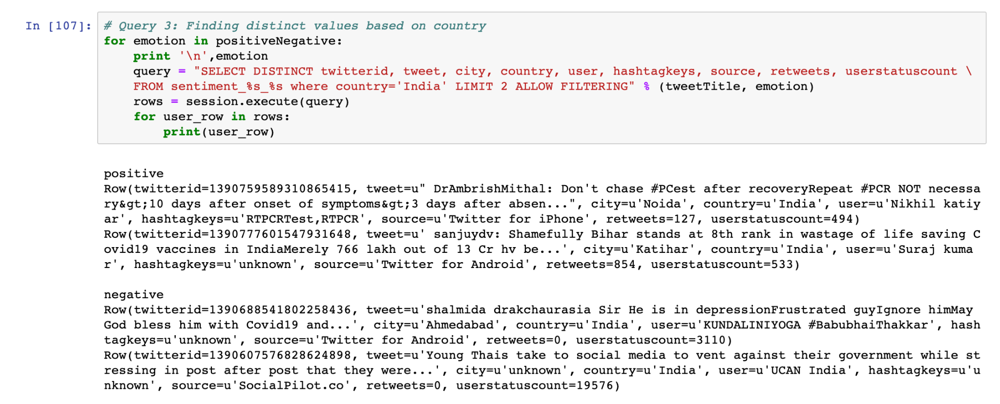 In [107]: # Query 3: Finding distinct values based on country
for emotion in positiveNegative:
    print '\n',emotion
    query = "SELECT DISTINCT twitterid, tweet, city, country, user, hashtagkeys, source, retweets, userstatuscount \
    FROM sentiment_%s_%s where country='India' LIMIT 2 ALLOW FILTERING" % (tweetTitle, emotion)
    rows = session.execute(query)
    for user_row in rows:
        print(user_row)
positive
Row(twitterid=1390759589310865415, tweet=u" DrAmbrishMithal: Don't chase #PCest after recoveryRepeat #PCR NOT necessa
ry&gt;10 days after onset of symptoms&gt;3 days after absen...", city=u'Noida', country=u'India', user=u'Nikhil katiy
ar', hashtagkeys=u'RTPCRTest,RTPCR', source=u'Twitter for iPhone', retweets=127, userstatuscount=494)
Row(twitterid=1390777601547931648, tweet=u' sanjuydv: Shamefully Bihar stands at 8th rank in wastage of life saving C
ovid19 vaccines in IndiaMerely 766 lakh out of 13 Cr hv be...', city=u'Katihar', country=u'India', user=u'Suraj kuma
r', hashtagkeys=u'unknown', source=u'Twitter for Android', retweets=854, userstatuscount=533)
negative
Row(twitterid=1390688541802258436, tweet=u'shalmida drakchaurasia Sir He is in depressionFrustrated guyIgnore himMay
God bless him with Covid19 and...', city=u'Ahmedabad', country=u'India', user=u'KUNDALINIYOGA #BabubhaiThakkar', hash
tagkeys=u'unknown', source=u'Twitter for Android', retweets=0, userstatuscount=3110)
Row(twitterid=1390607576828624898, tweet=u'Young Thais take to social media to vent against their government while st
ressing in post after post that they were...', city=u'unknown', country=u'India', user=u'UCAN India', hashtagkeys=u'u
nknown', source=u'SocialPilot.co', retweets=0, userstatuscount=19576)